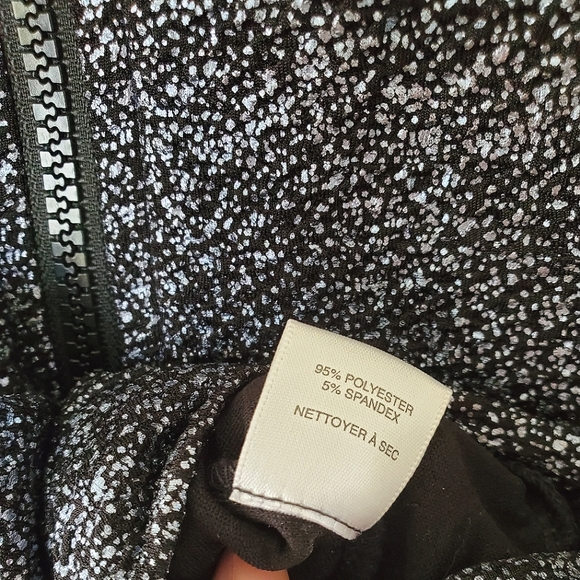 95% POLYESTER
5% SPANDEX
NETTOYER À SEC